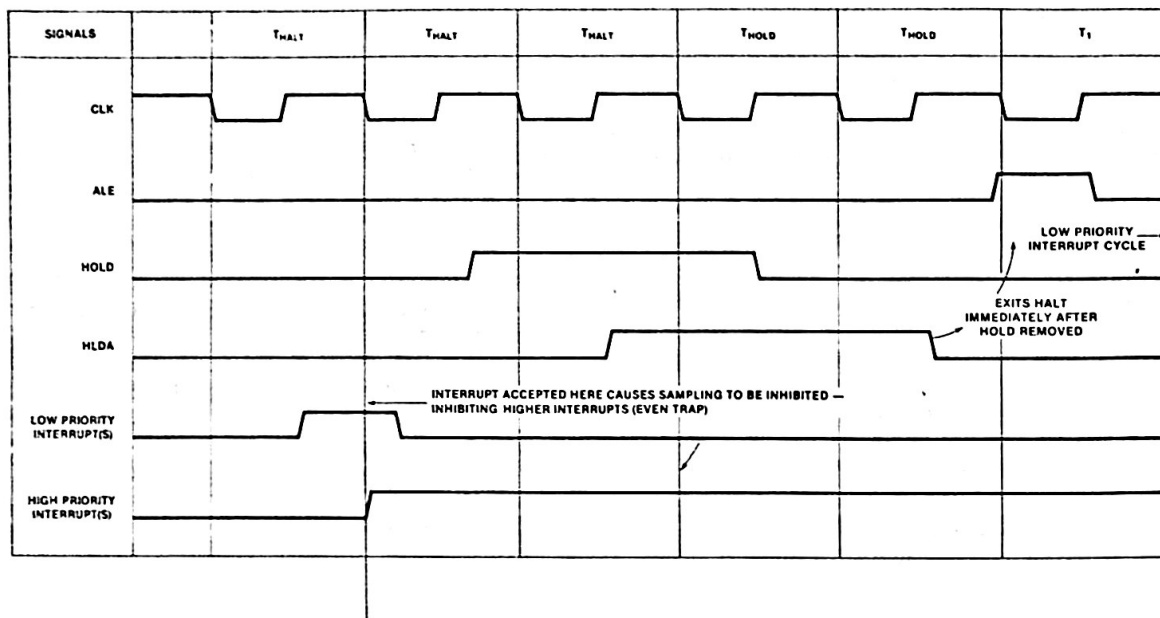 SIGNALS THALT THALT THALT THOLD THOLD T1
CLK
ALE
HOLD
LOW PRIORITY
INTERRUPT CYCLE
EXITS HALT
IMMEDIATELY AFTER
HOLD REMOVED
HLDA
INTERRUPT ACCEPTED HERE CAUSES SAMPLING TO BE INHIBITED —
INHIBITING HIGHER INTERRUPTS (EVEN TRAP)
LOW PRIORITY
INTERRUPT(S)
HIGH PRIORITY
INTERRUPT(S)